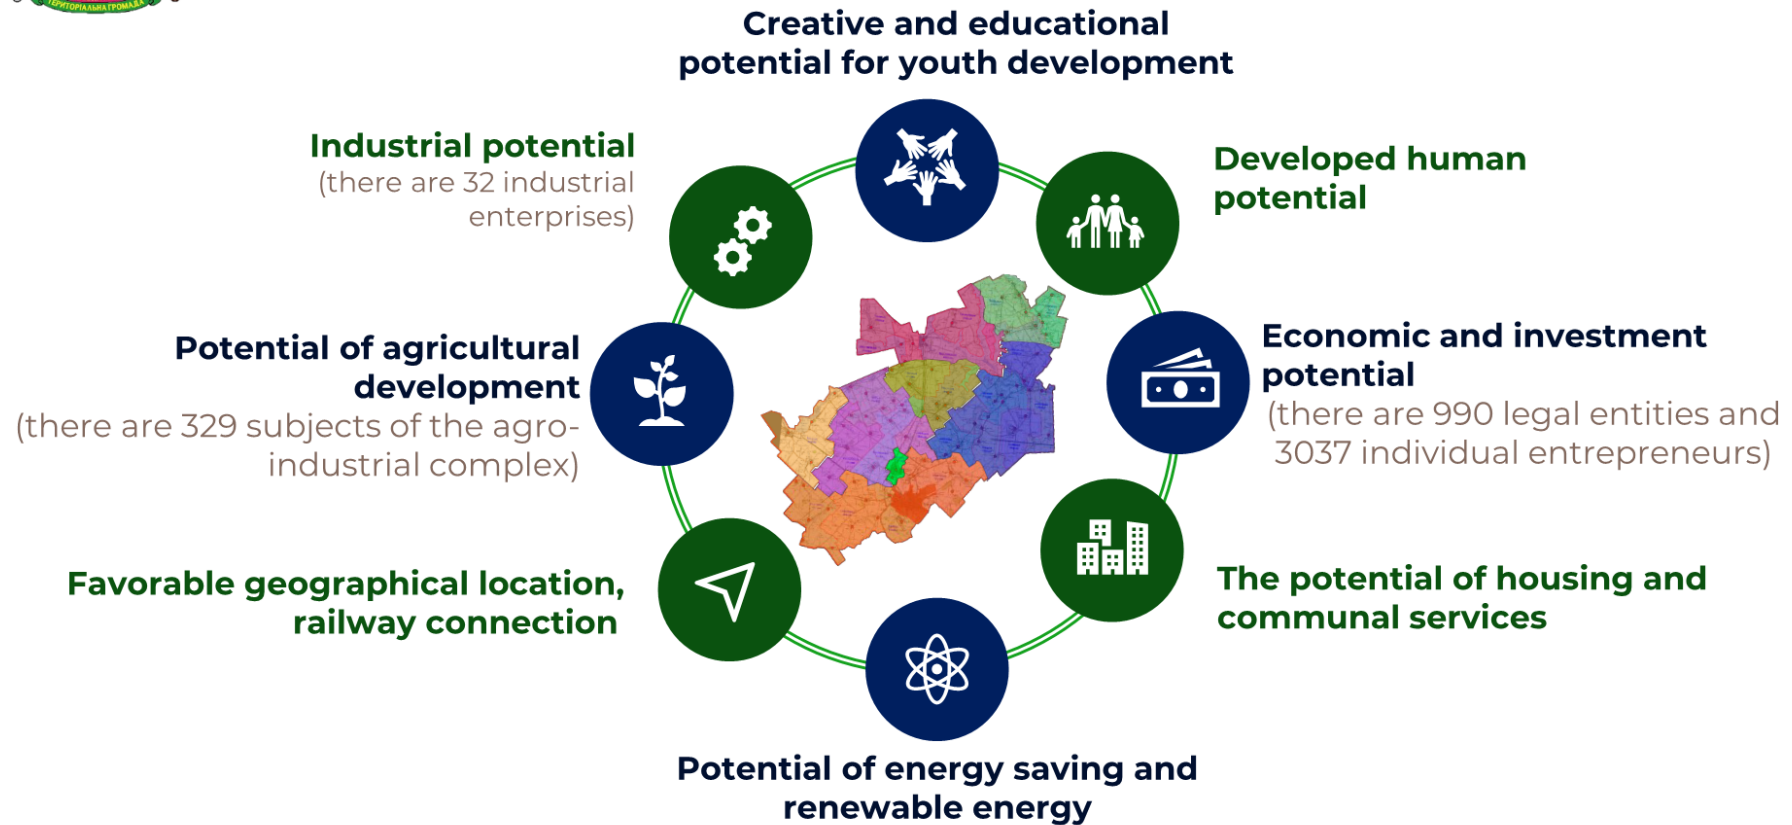 ТЕРИТОРІАЛЬНА ГРОМАДА
Creative and educational
potential for youth development
Industrial potential
(there are 32 industrial
enterprises)
Developed human
potential
Potential of agricultural
development
(there are 329 subjects of the agro-
industrial complex)
Economic and investment
potential
(there are 990 legal entities and
3037 individual entrepreneurs)
Favorable geographical location,
railway connection
The potential of housing and
communal services
Potential of energy saving and
renewable energy